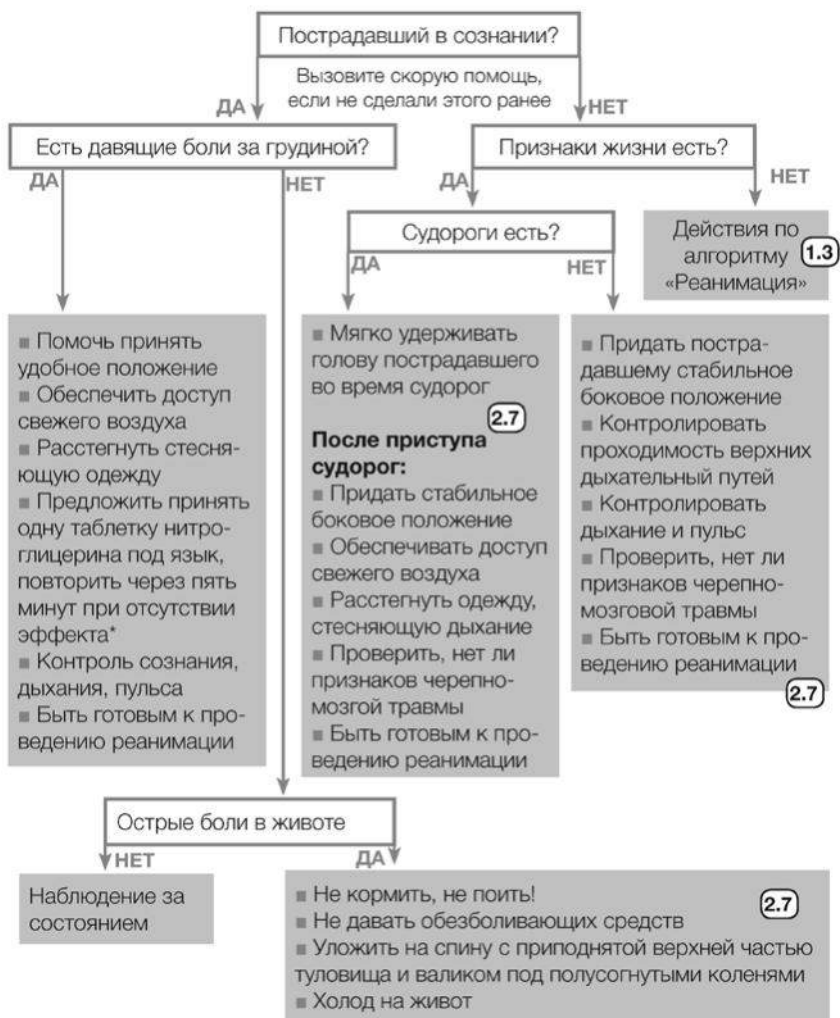 Пострадавший в сознании?
Вызовите скорую помощь,
если не сделали этого ранее
ДА
НЕТ
Есть давящие боли за грудиной?
Признаки жизни есть?
ДА
НЕТ
ДА
НЕТ
Судороги есть?
Действия по
алгоритму
«Реанимация»
1.3
ДА
НЕТ
■ Помочь принять
удобное положение
■ Обеспечить доступ
свежего воздуха
■ Расстегнуть стесня-
ющую одежду
■ Предложить принять
одну таблетку нитро-
глицерина под язык,
повторить через пять
минут при отсутствии
эффекта*
■ Контроль сознания,
дыхания, пульса
■ Быть готовым к про-
ведению реанимации
■ Мягко удерживать
голову пострадавшего
во время судорог
2.7
После приступа
судорог:
■ Придать стабильное
боковое положение
■ Обеспечивать доступ
свежего воздуха
■ Расстегнуть одежду,
стесняющую дыхание
■ Проверить, нет ли
признаков черепно-
мозгой травмы
■ Быть готовым к про-
ведению реанимации
■ Придать постра-
давшему стабильное
боковое положение
■ Контролировать
проходимость верхних
дыхательный путей
■ Контролировать
дыхание и пульс
■ Проверить, нет ли
признаков черепно-
мозговой травмы
■ Быть готовым к про-
ведению реанимации
2.7
Острые боли в животе
НЕТ
ДА
Наблюдение за
состоянием
■ Не кормить, не поить!
2.7
■ Не давать обезболивающих средств
■ Уложить на спину с приподнятой верхней частью
туловища и валиком под полусогнутыми коленями
■ Холод на живот